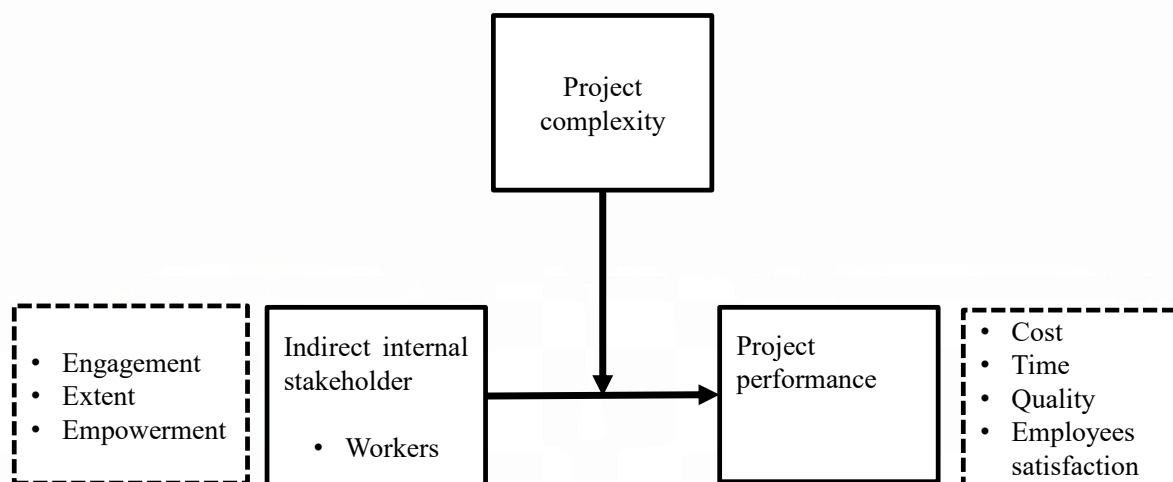 Project
complexity
• Engagement
• Extent
• Empowerment
Indirect internal
stakeholder
• Workers
Project
performance
• Cost
• Time
• Quality
• Employees
satisfaction